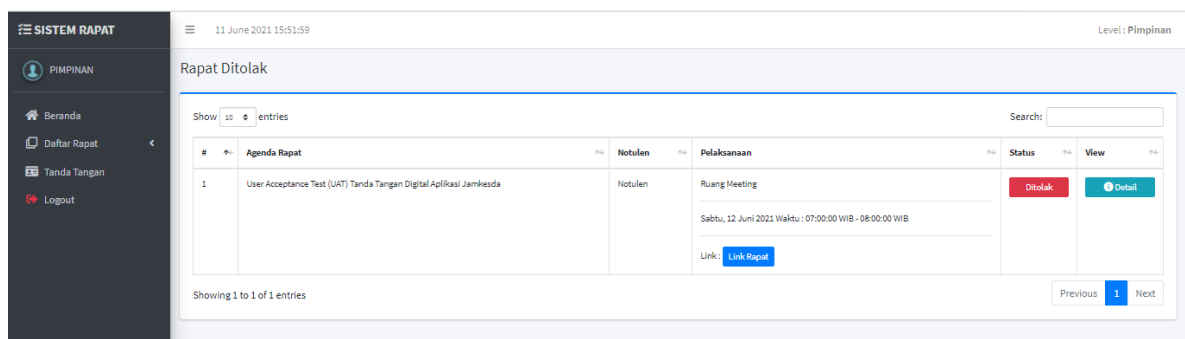 SISTEM RAPAT
11 June 2021 15:51:59
Level : Pimpinan
PIMPINAN
Beranda
Daftar Rapat
Tanda Tangan
Logout
Rapat Ditolak
Show 10 entries
Search:
# Agenda Rapat Notulen Pelaksanaan Status View
1 User Acceptance Test (UAT) Tanda Tangan Digital Aplikasi Jamkesda Notulen Ruang Meeting Ditolak Detail
Sabtu, 12 Juni 2021 Waktu : 07:00:00 WIB - 08:00:00 WIB
Link : Link Rapat
Showing 1 to 1 of 1 entries
Previous 1 Next